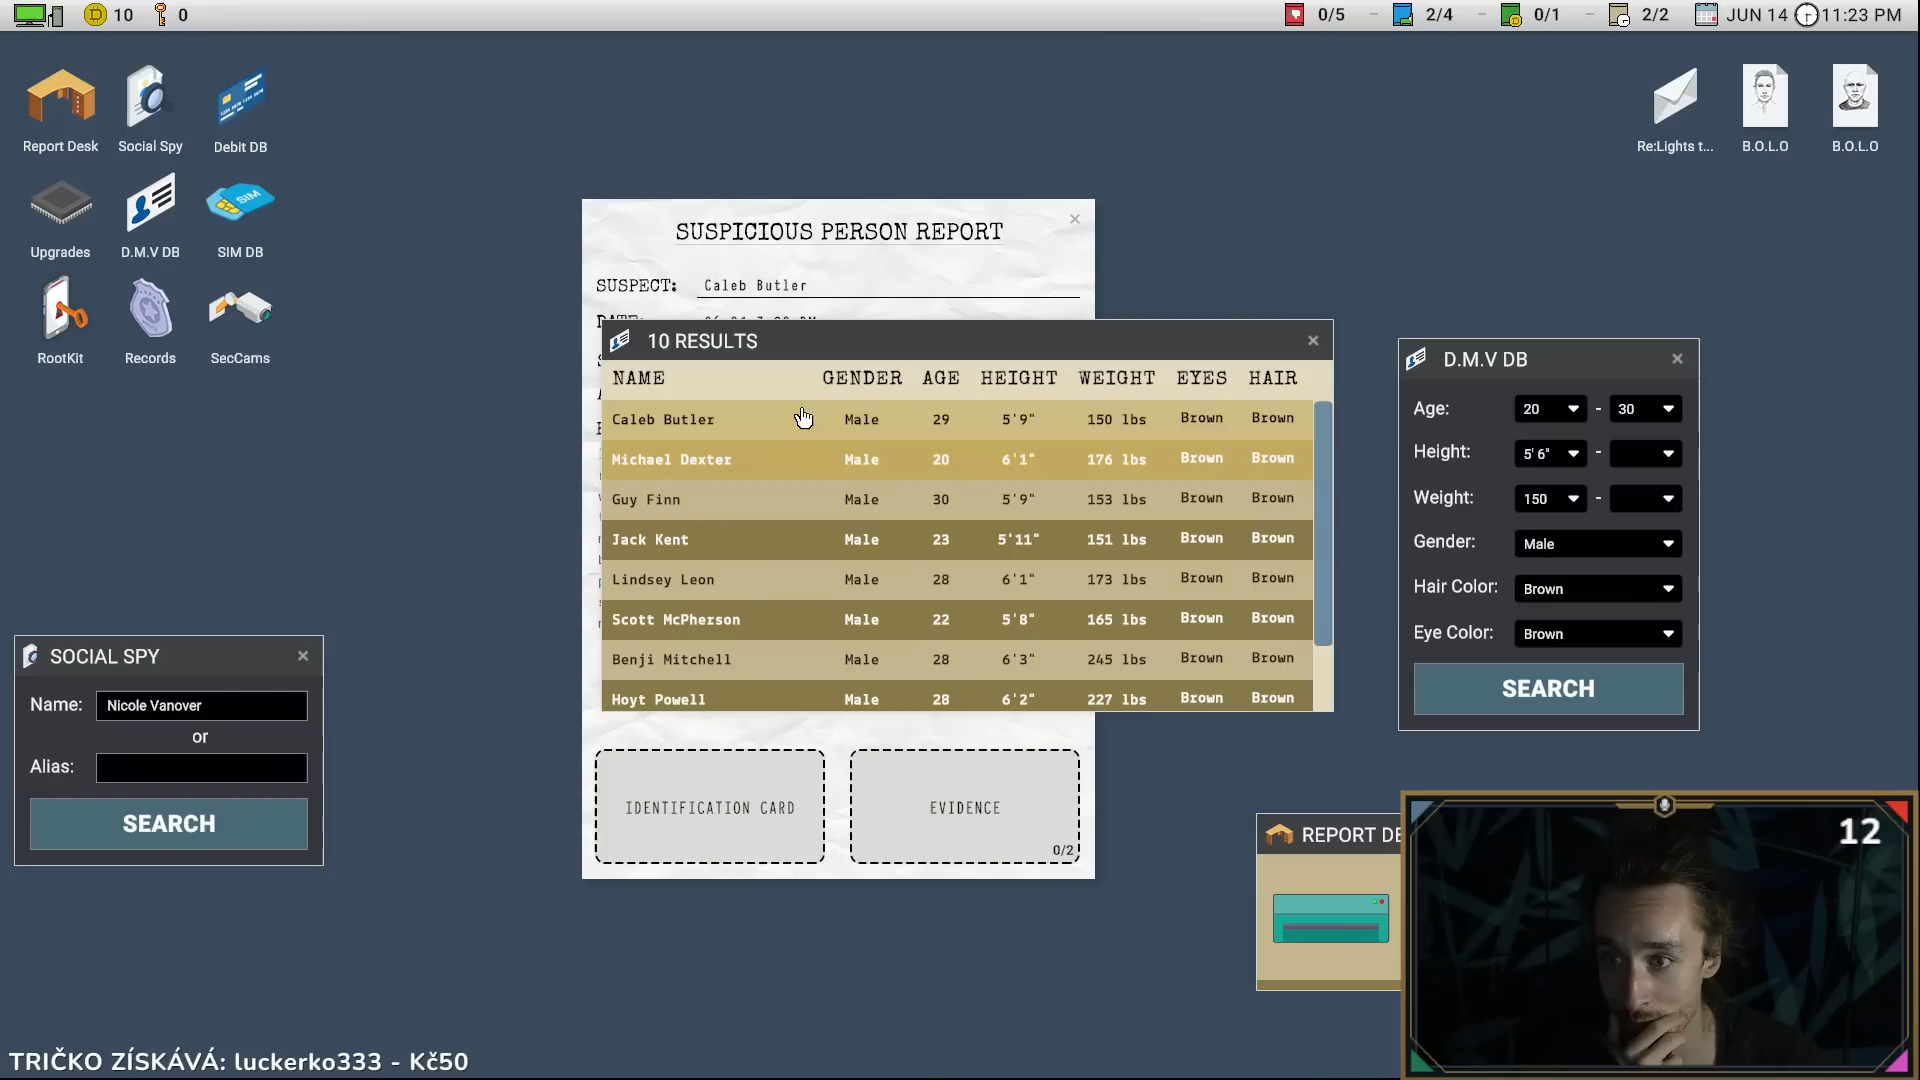 10
0
0/5
2/4
0/1
2/2
JUN 14
11:23 PM
Report Desk
Social Spy
Debit DB
Re:Lights t...
B.O.L.O
B.O.L.O
Upgrades
D.M.V DB
SIM DB
RootKit
Records
SecCams
SUSPICIOUS PERSON REPORT
SUSPECT: Caleb Butler
10 RESULTS
NAME GENDER AGE HEIGHT WEIGHT EYES HAIR
Caleb Butler Male 29 5'9" 150 lbs Brown Brown
Michael Dexter Male 20 6'1" 176 lbs Brown Brown
Guy Finn Male 30 5'9" 153 lbs Brown Brown
Jack Kent Male 23 5'11" 151 lbs Brown Brown
Lindsey Leon Male 28 6'1" 173 lbs Brown Brown
Scott McPherson Male 22 5'8" 165 lbs Brown Brown
Benji Mitchell Male 28 6'3" 245 lbs Brown Brown
Hoyt Powell Male 28 6'2" 227 lbs Brown Brown
IDENTIFICATION CARD
EVIDENCE
0/2
D.M.V DB
Age: 20 - 30
Height: 5' 6" -
Weight: 150 -
Gender: Male
Hair Color: Brown
Eye Color: Brown
SEARCH
SOCIAL SPY
Name: Nicole Vanover
or
Alias:
SEARCH
REPORT DE
12
TRIČKO ZÍSKÁVÁ: luckerko333 - Kč50